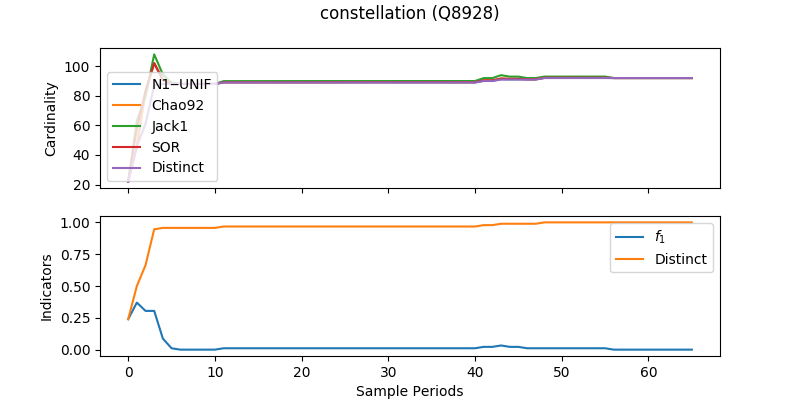 constellation (Q8928)
Cardinality
100
80
60
40
20
N1−UNIF
Chao92
Jack1
SOR
Distinct
Indicators
1.00
0.75
0.50
0.25
0.00
f1
Distinct
0 10 20 30 40 50 60
Sample Periods